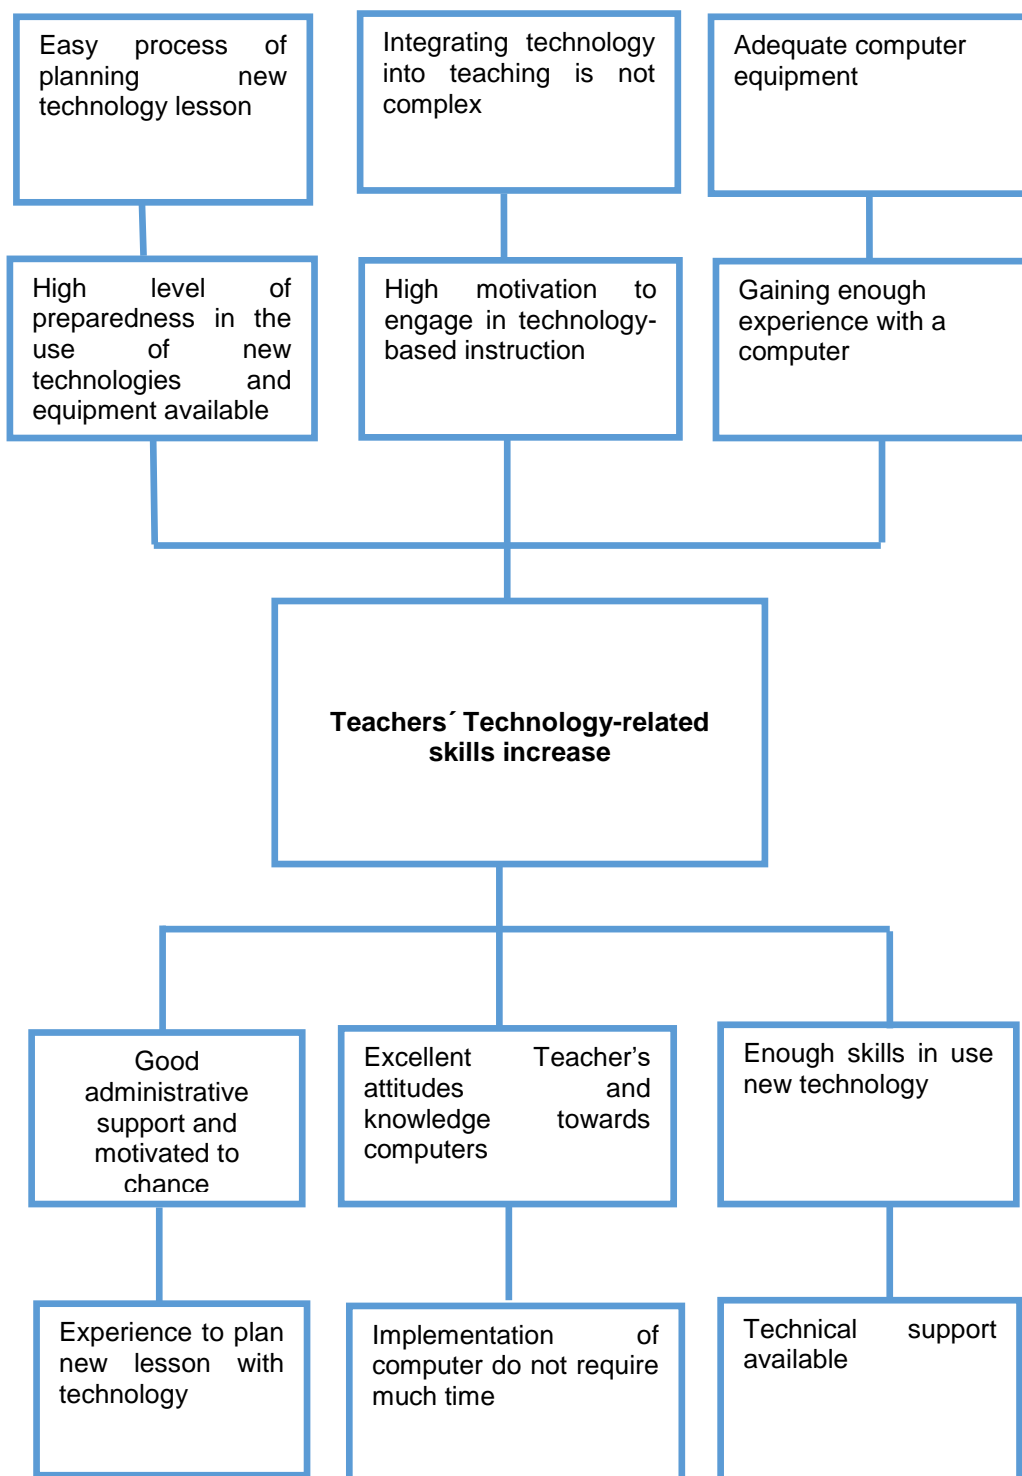 Easy process of
planning new
technology lesson
Integrating technology
into teaching is not
complex
Adequate computer
equipment
High level of
preparedness in the
use of new
technologies and
equipment available
High motivation to
engage in technology-
based instruction
Gaining enough
experience with a
computer
Teachers´ Technology-related
skills increase
Good
administrative
support and
motivated to
chance
Excellent Teacher’s
attitudes and
knowledge towards
computers
Enough skills in use
new technology
Experience to plan
new lesson with
technology
Implementation of
computer do not require
much time
Technical support
available